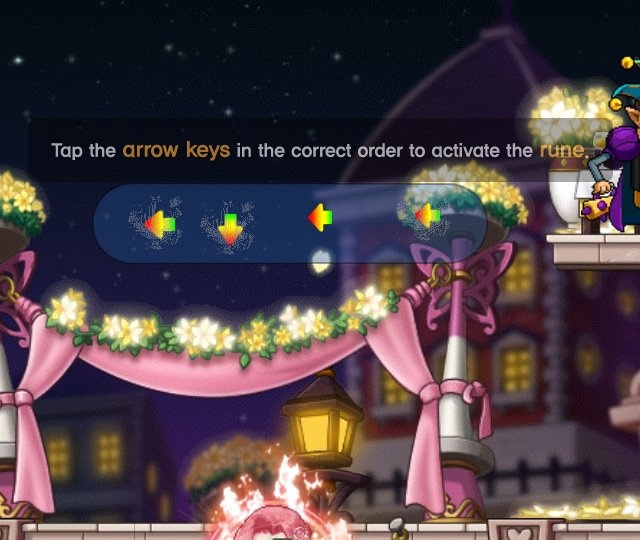 Tap the arrow keys in the correct order to activate the rune.